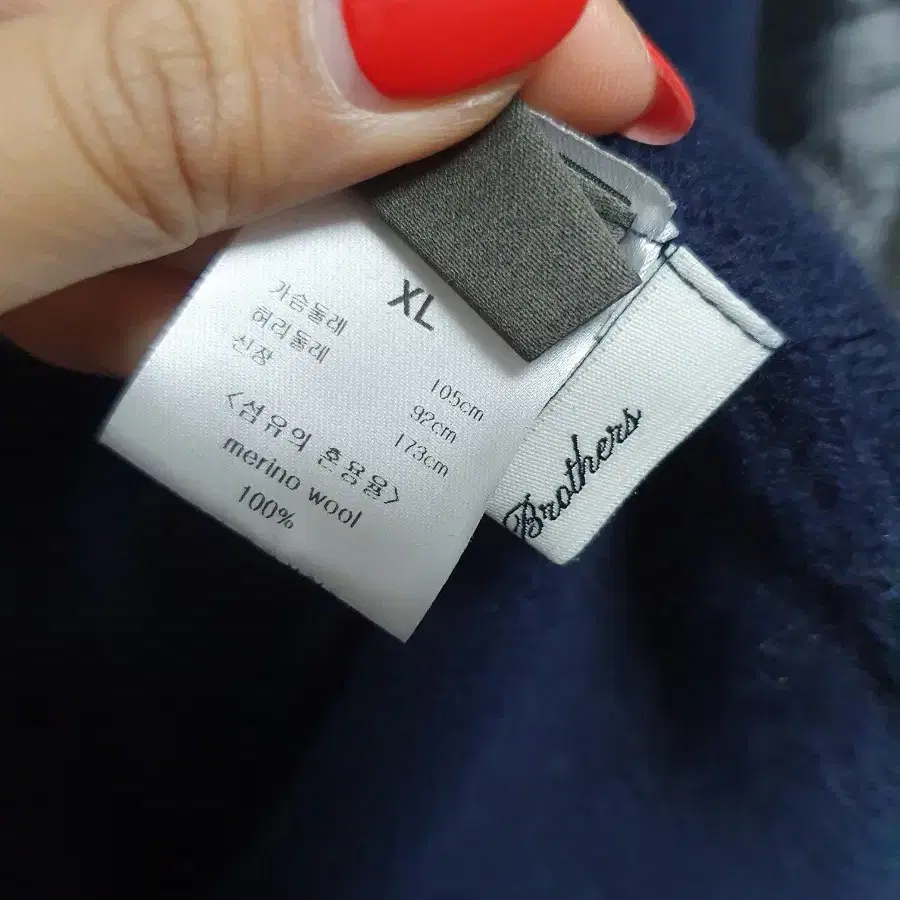 XL
가슴둘레 105cm
허리둘레 92cm
신장 173cm
<섬유의 혼용율>
merino wool
100%
Brothers